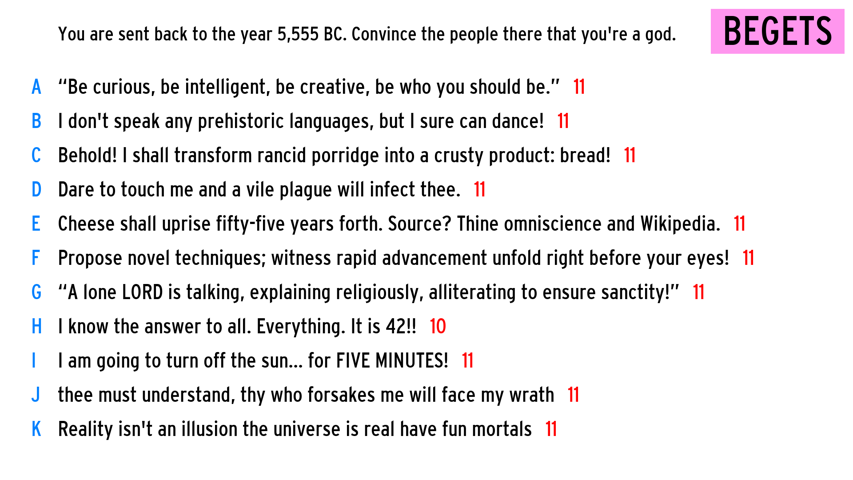 You are sent back to the year 5,555 BC. Convince the people there that you're a god.
BEGETS
A “Be curious, be intelligent, be creative, be who you should be.” 11
B I don't speak any prehistoric languages, but I sure can dance! 11
C Behold! I shall transform rancid porridge into a crusty product: bread! 11
D Dare to touch me and a vile plague will infect thee. 11
E Cheese shall uprise fifty-five years forth. Source? Thine omniscience and Wikipedia. 11
F Propose novel techniques; witness rapid advancement unfold right before your eyes! 11
G “A lone LORD is talking, explaining religiously, alliterating to ensure sanctity!” 11
H I know the answer to all. Everything. It is 42!! 10
I I am going to turn off the sun... for FIVE MINUTES! 11
J thee must understand, thy who forsakes me will face my wrath 11
K Reality isn't an illusion the universe is real have fun mortals 11